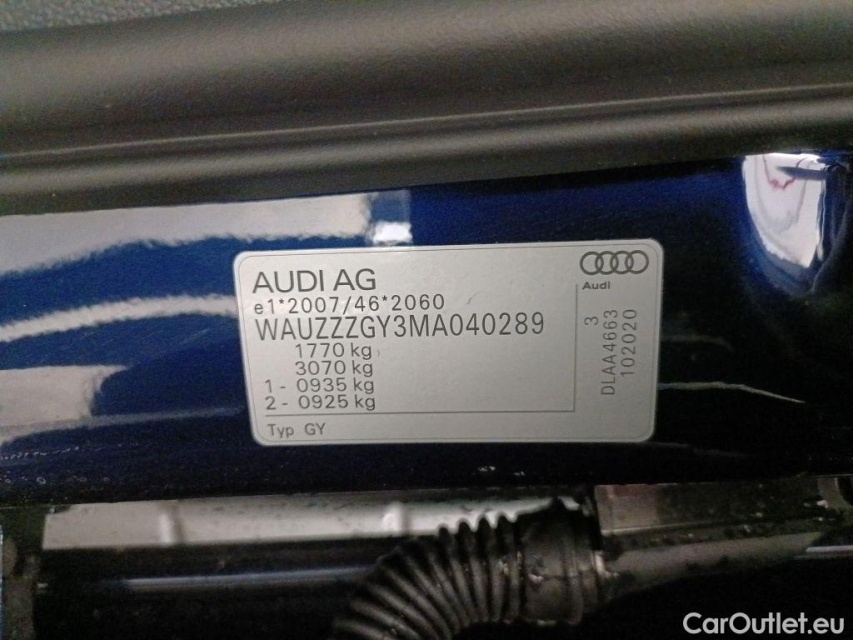 AUDI AG
e1*2007/46*2060
WAUZZZGY3MA040289
1770 kg
3070 kg
1 - 0935 kg
2 - 0925 kg
Typ GY
Audi
3
DLAA4663
102020
CarOutlet.eu